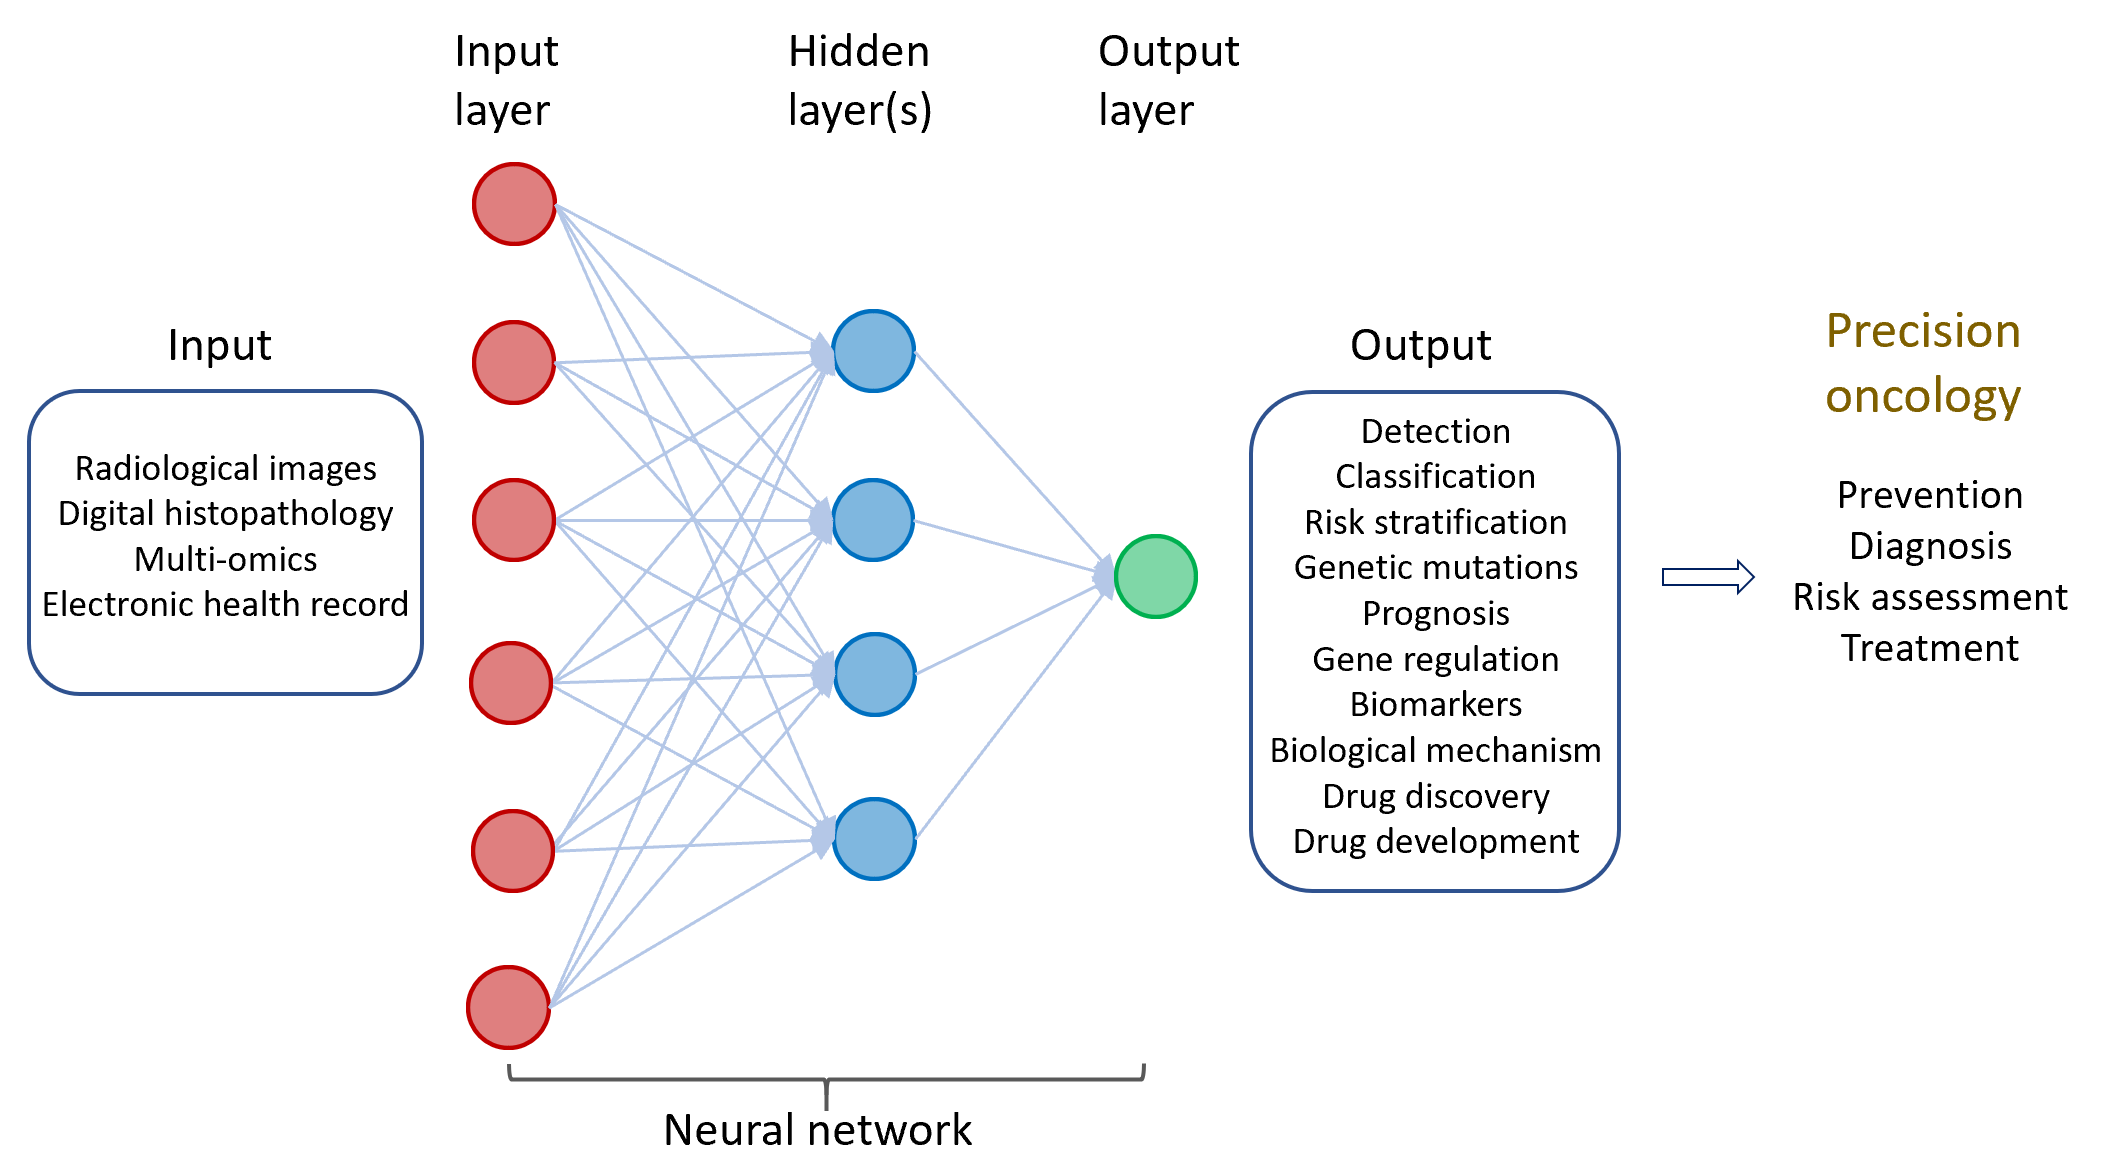 Input
layer
Hidden
layer(s)
Output
layer
Input
Radiological images
Digital histopathology
Multi-omics
Electronic health record
Output
Detection
Classification
Risk stratification
Genetic mutations
Prognosis
Gene regulation
Biomarkers
Biological mechanism
Drug discovery
Drug development
Precision
oncology
Prevention
Diagnosis
Risk assessment
Treatment
Neural network